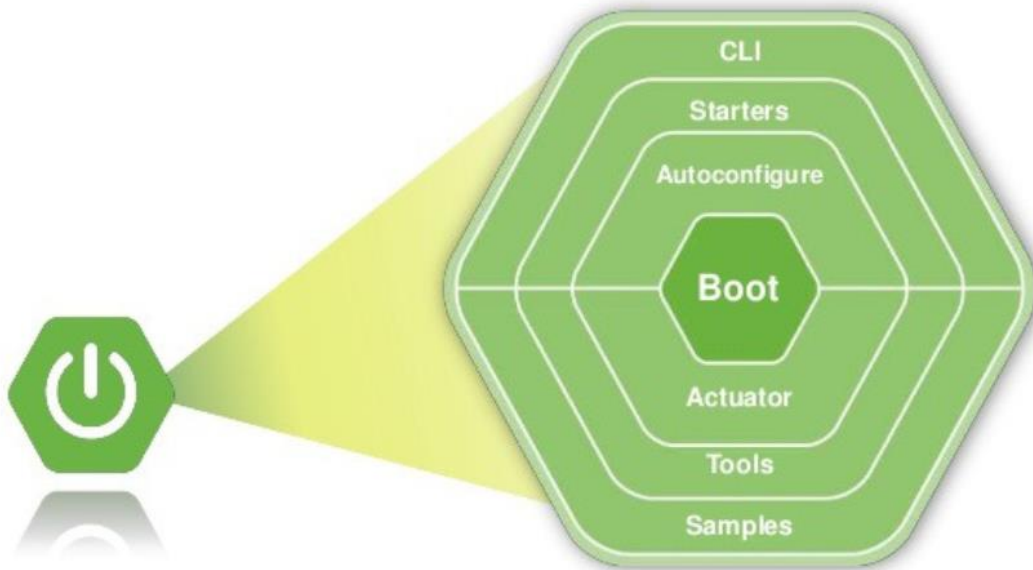 CLI
Starters
Autoconfigure
Boot
Actuator
Tools
Samples